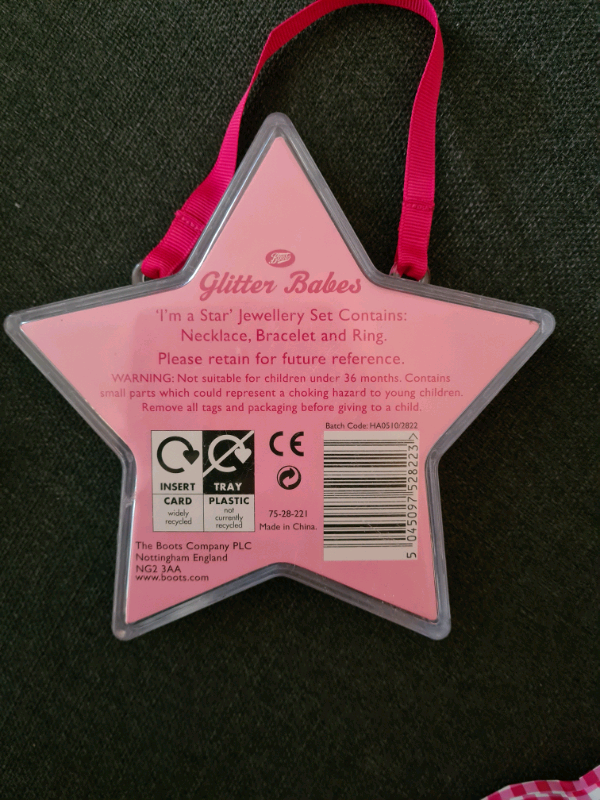 Boots
Glitter Babes
'I'm a Star' Jewellery Set Contains:
Necklace, Bracelet and Ring.
Please retain for future reference.
WARNING: Not suitable for children under 36 months. Contains
small parts which could represent a choking hazard to young children.
Remove all tags and packaging before giving to a child.
Batch Code: HA0510/2822
INSERT
CARD
widely
recycled
TRAY
PLASTIC
not
currently
recycled
CE
75-28-221
Made in China.
5 045097 528223 >
The Boots Company PLC
Nottingham England
NG2 3AA
www.boots.com